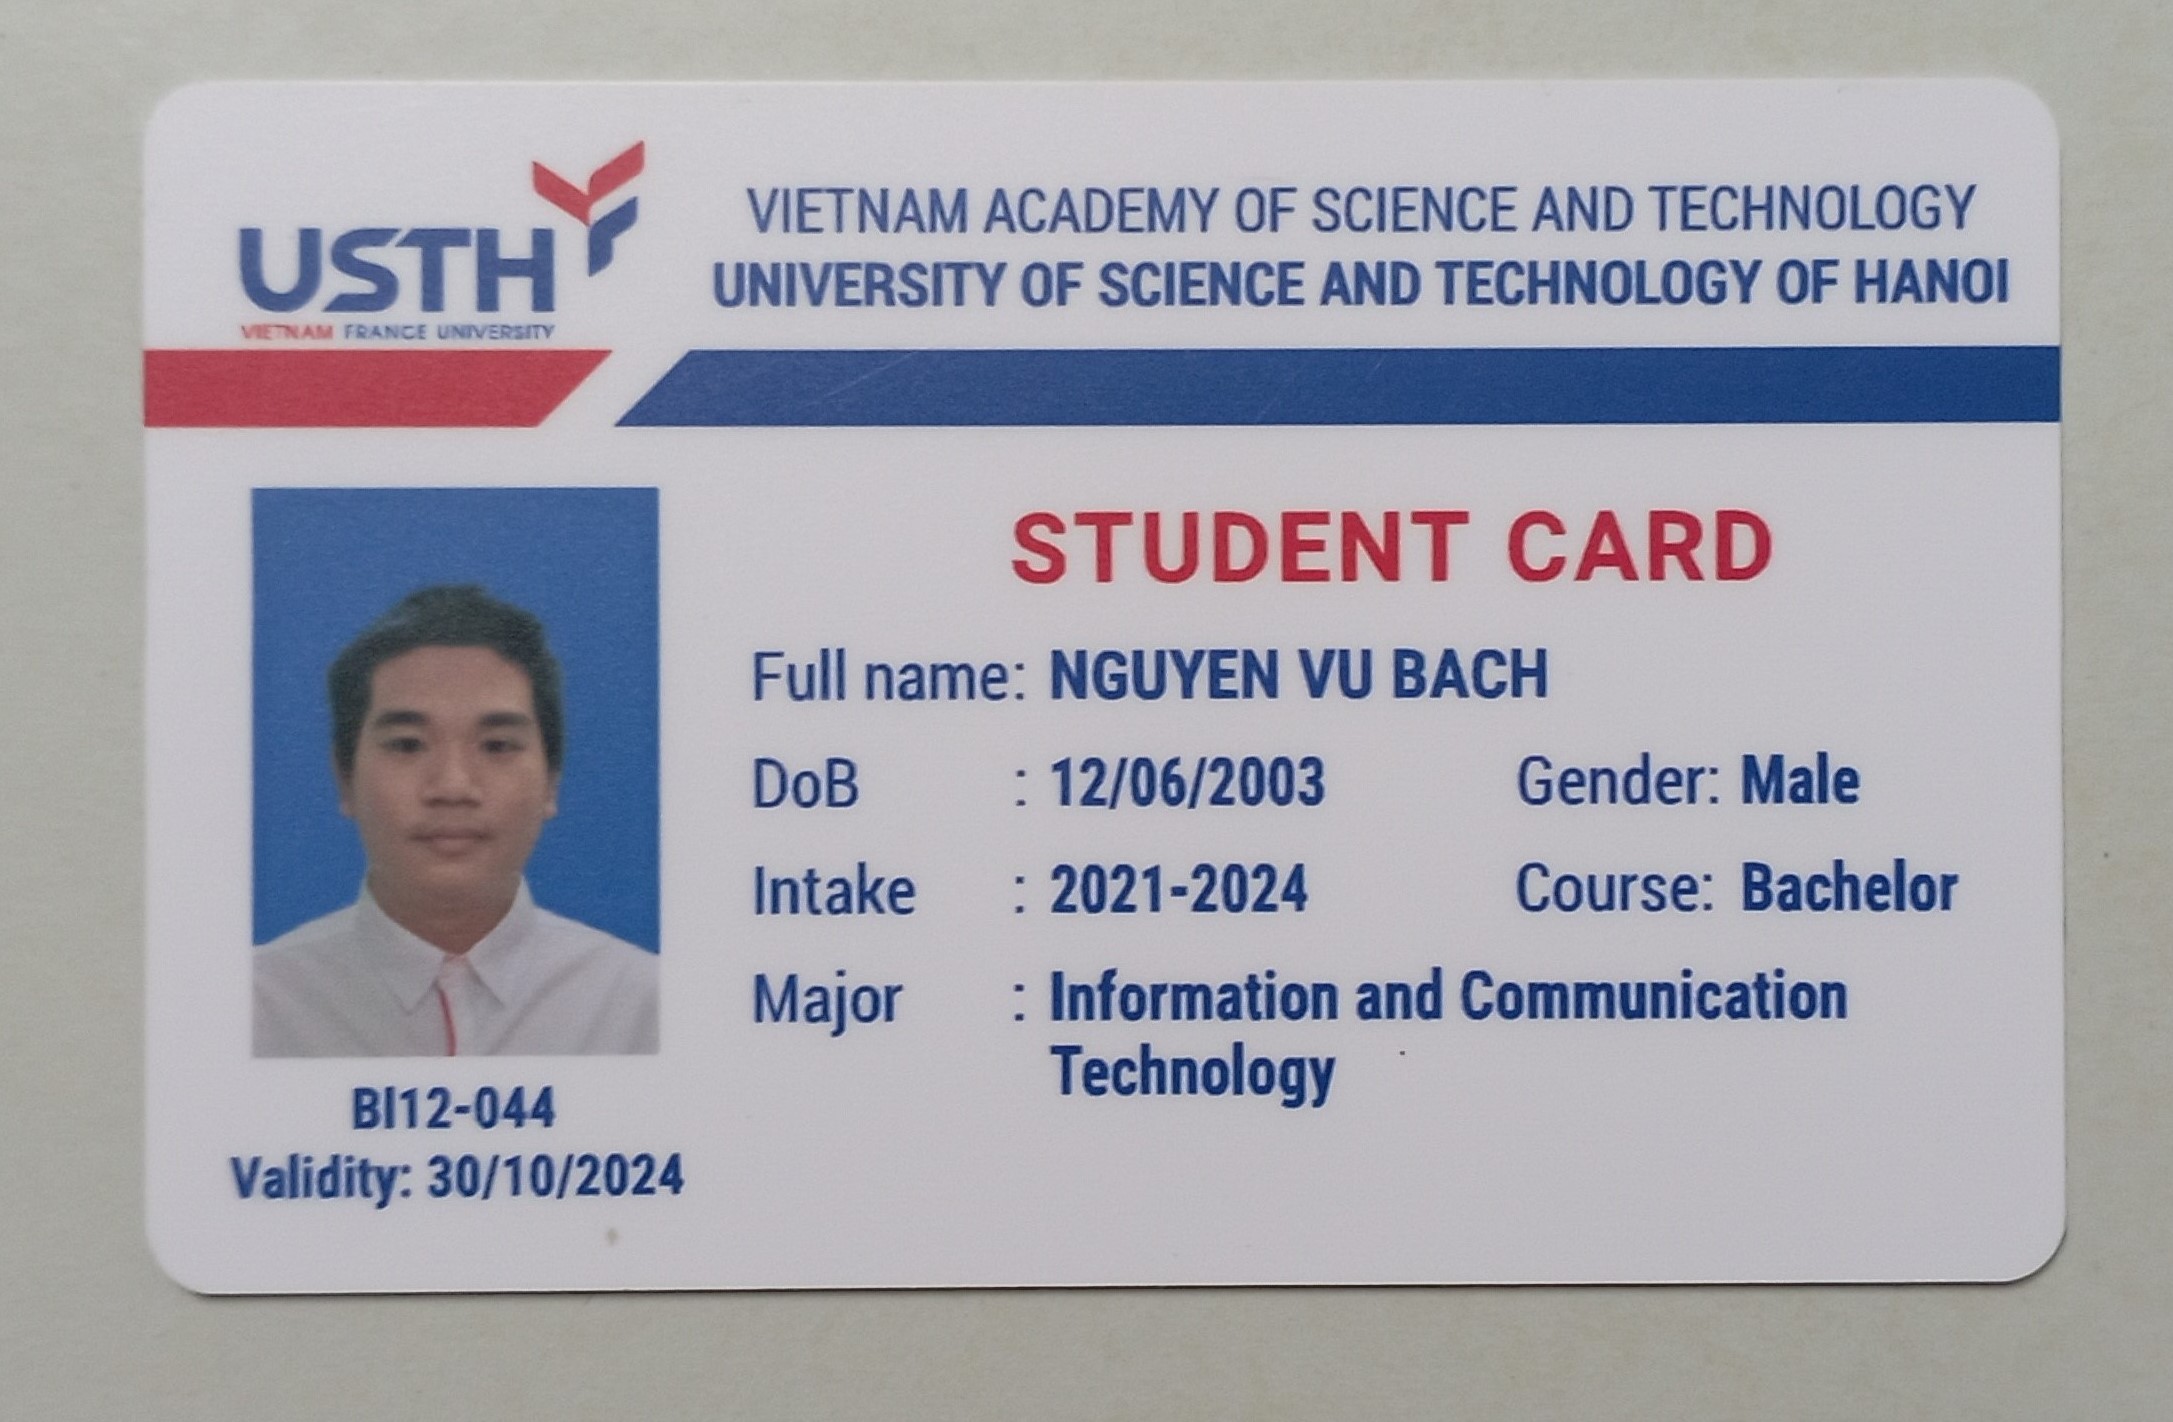 USTH
VIETNAM FRANCE UNIVERSITY
VIETNAM ACADEMY OF SCIENCE AND TECHNOLOGY
UNIVERSITY OF SCIENCE AND TECHNOLOGY OF HANOI
STUDENT CARD
Full name: NGUYEN VU BACH
DoB : 12/06/2003 Gender: Male
Intake : 2021-2024 Course: Bachelor
Major : Information and Communication
Technology
BI12-044
Validity: 30/10/2024